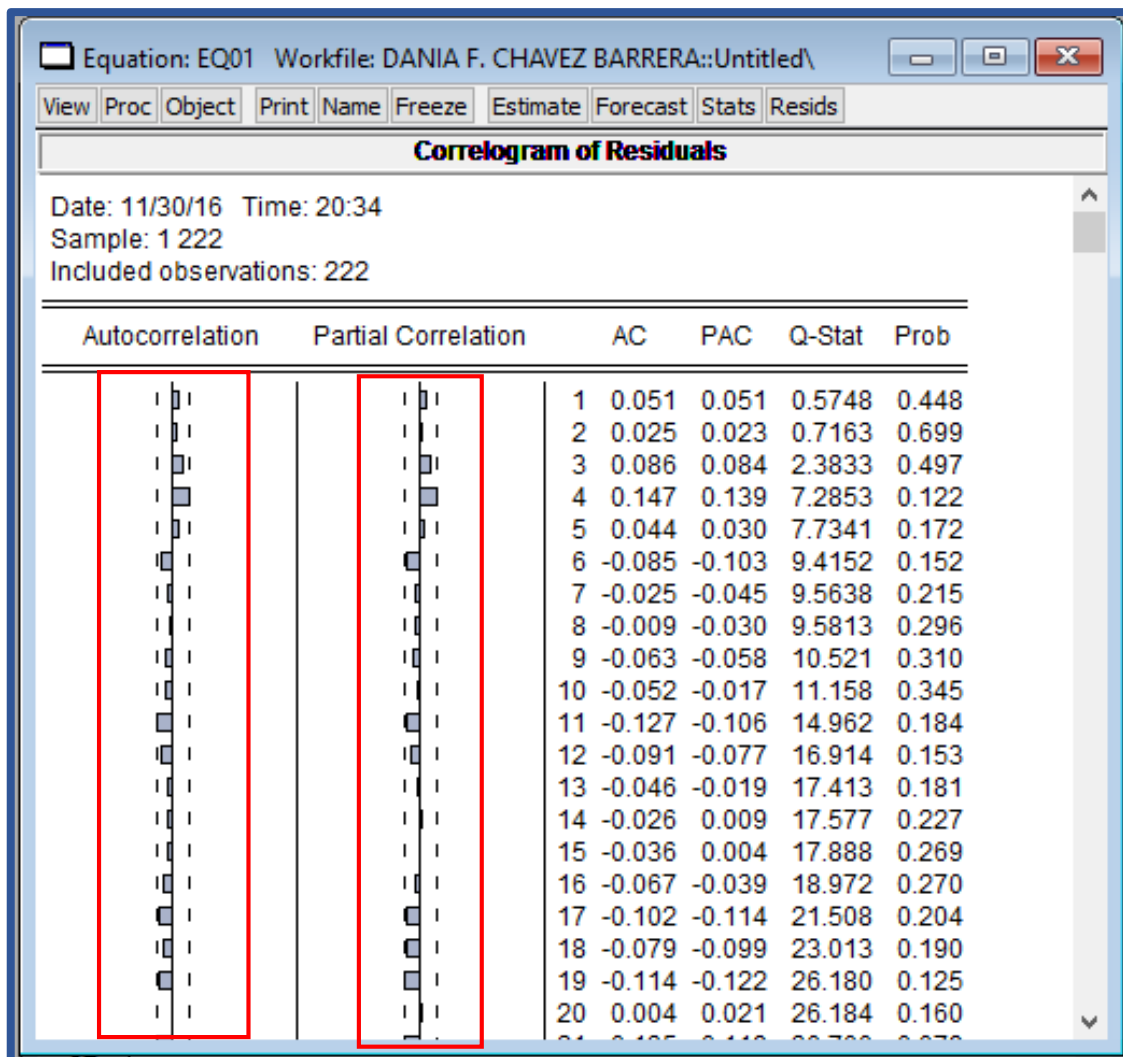 Equation: EQ01 Workfile: DANIA F. CHAVEZ BARRERA::Untitled\
View Proc Object Print Name Freeze Estimate Forecast Stats Resids
Correlogram of Residuals
Date: 11/30/16 Time: 20:34
Sample: 1 222
Included observations: 222
Autocorrelation Partial Correlation AC PAC Q-Stat Prob
1 0.051 0.051 0.5748 0.448
2 0.025 0.023 0.7163 0.699
3 0.086 0.084 2.3833 0.497
4 0.147 0.139 7.2853 0.122
5 0.044 0.030 7.7341 0.172
6 -0.085 -0.103 9.4152 0.152
7 -0.025 -0.045 9.5638 0.215
8 -0.009 -0.030 9.5813 0.296
9 -0.063 -0.058 10.521 0.310
10 -0.052 -0.017 11.158 0.345
11 -0.127 -0.106 14.962 0.184
12 -0.091 -0.077 16.914 0.153
13 -0.046 -0.019 17.413 0.181
14 -0.026 0.009 17.577 0.227
15 -0.036 0.004 17.888 0.269
16 -0.067 -0.039 18.972 0.270
17 -0.102 -0.114 21.508 0.204
18 -0.079 -0.099 23.013 0.190
19 -0.114 -0.122 26.180 0.125
20 0.004 0.021 26.184 0.160